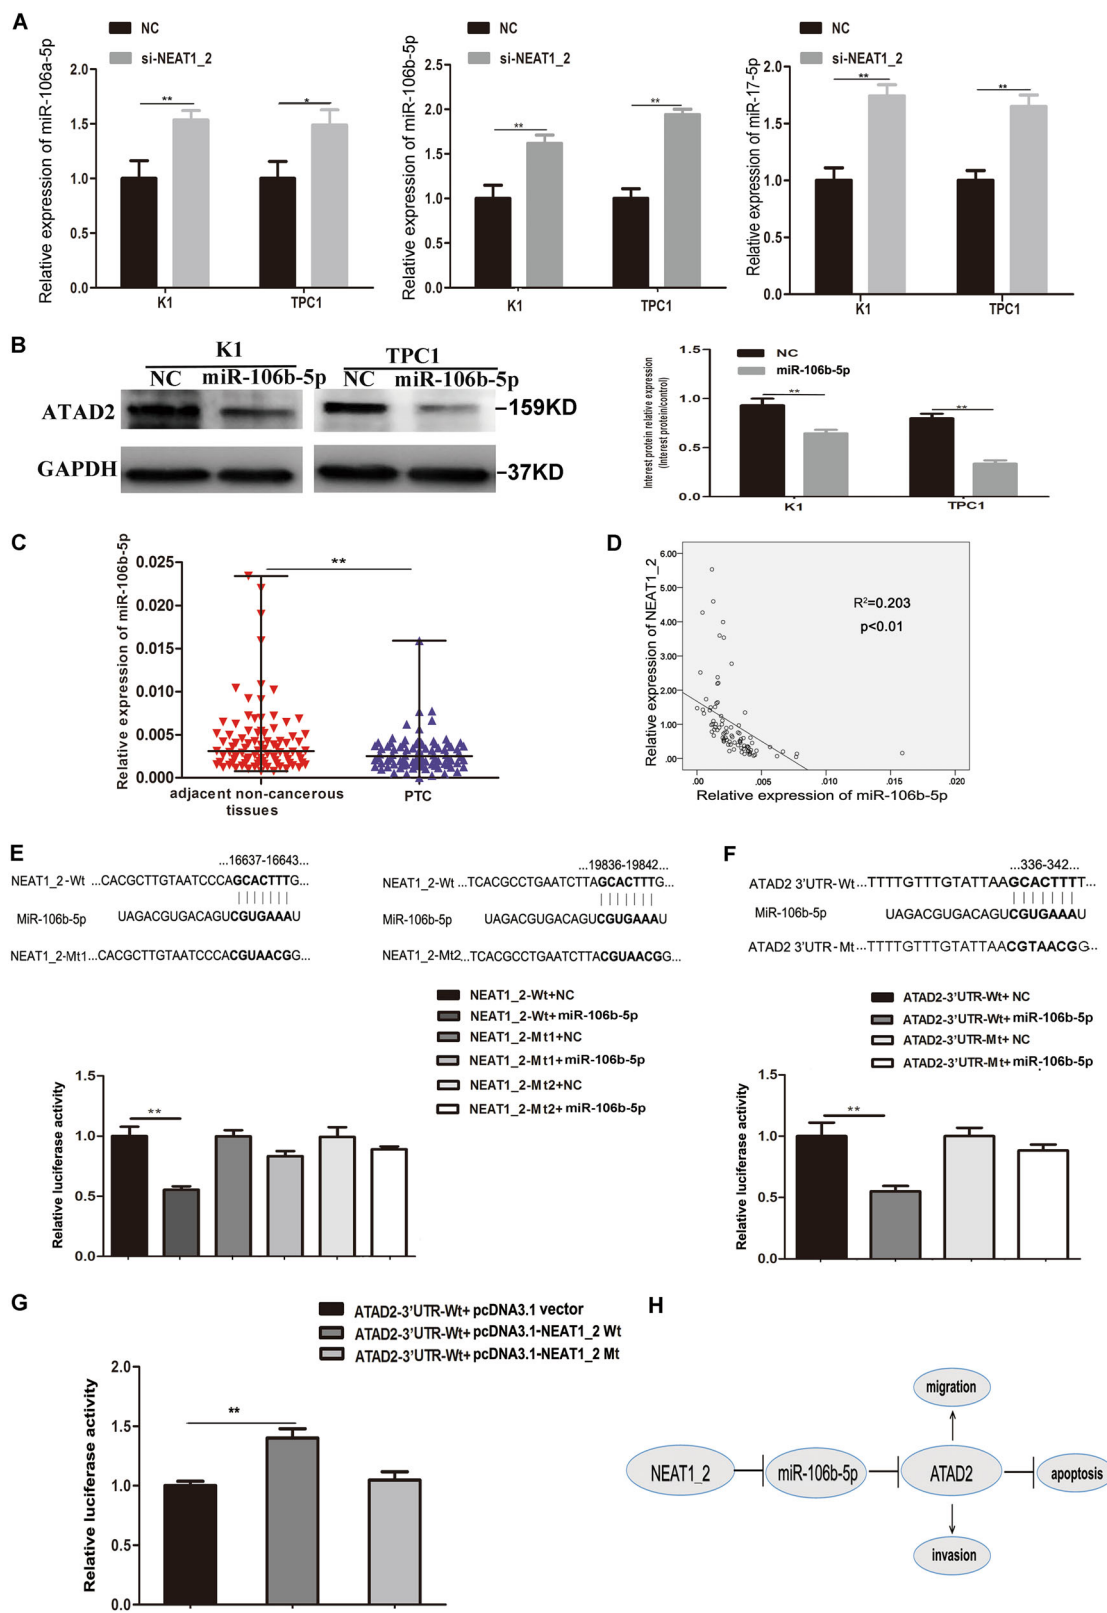 A
NC
si-NEAT1_2
Relative expression of miR-106a-5p
2.0
1.5
1.0
0.5
0.0
**
*
K1
TPC1
NC
si-NEAT1_2
Relative expression of miR-106b-5p
2.5
2.0
1.5
1.0
0.5
0.0
**
**
K1
TPC1
NC
si-NEAT1_2
Relative expression of miR-17-5p
2.0
1.5
1.0
0.5
0.0
**
**
K1
TPC1
B
K1
TPC1
NC miR-106b-5p
NC miR-106b-5p
ATAD2
-159KD
GAPDH
-37KD
NC
miR-106b-5p
Interest protein relative expression
(Interest protein/control)
1.5
1.0
0.5
0.0
**
**
K1
TPC1
C
Relative expression of miR-106b-5p
0.025
0.020
0.015
0.010
0.005
0.000
**
adjacent non-cancerous
tissues
PTC
D
Relative expression of NEAT1_2
6.00
5.00
4.00
3.00
2.00
1.00
.00
R²=0.203
p<0.01
.00
.005
.010
.015
.020
Relative expression of miR-106b-5p
E
...16637-16643...
NEAT1_2-Wt ...CACGCTTGTAATCCCAGCACTTTG...
MiR-106b-5p UAGACGUGACAGUCGUGAAAU
NEAT1_2-Mt1...CACGCTTGTAATCCCACGUAACGG...
...19836-19842...
NEAT1_2-Wt...TCACGCCTGAATCTTAGCACTTTG...
MiR-106b-5p UAGACGUGACAGUCGUGAAAU
NEAT1_2-Mt2...TCACGCCTGAATCTTACGUAACGG...
NEAT1_2-Wt+NC
NEAT1_2-Wt+miR-106b-5p
NEAT1_2-Mt1+NC
NEAT1_2-Mt1+miR-106b-5p
NEAT1_2-Mt2+NC
NEAT1_2-Mt2+ miR-106b-5p
Relative luciferase activity
1.5
1.0
0.5
0.0
**
F
...336-342...
ATAD2 3'UTR-Wt...TTTTGTTTGTATTAAGCACTTTT...
MiR-106b-5p UAGACGUGACAGUCGUGAAAU
ATAD2 3'UTR-Mt...TTTTGTTTGTATTAACGTAACGG...
ATAD2-3'UTR-Wt+ NC
ATAD2-3'UTR-Wt+ miR-106b-5p
ATAD2-3'UTR-Mt+ NC
ATAD2-3'UTR-Mt+ miR-106b-5p
Relative luciferase activity
1.5
1.0
0.5
0.0
**
G
ATAD2-3'UTR-Wt+ pcDNA3.1 vector
ATAD2-3'UTR-Wt+ pcDNA3.1-NEAT1_2 Wt
ATAD2-3'UTR-Wt+ pcDNA3.1-NEAT1_2 Mt
Relative luciferase activity
2.0
1.5
1.0
0.5
0.0
**
H
migration
NEAT1_2
miR-106b-5p
ATAD2
apoptosis
invasion